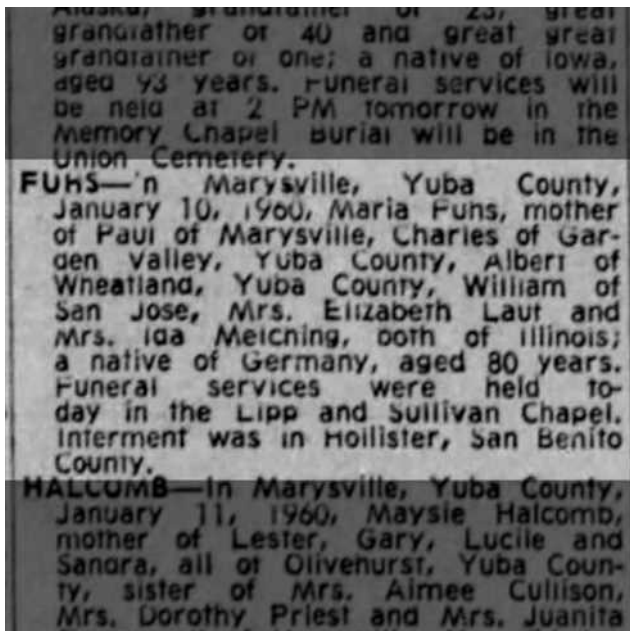 Alaska, grandfather of 23, great
grandfather of 40 and great great
grandfather of one; a native of Iowa,
aged 93 years. Funeral services will
be held at 2 PM tomorrow in the
Memory Chapel Burial will be in the
Union Cemetery.
FUHS—'n Marysville, Yuba County,
January 10, 1960, Maria Fuhs, mother
of Paul of Marysville, Charles of Gar-
den Valley, Yuba County, Albert of
Wheatland, Yuba County, William of
San Jose, Mrs. Elizabeth Laut and
Mrs. Ida Melchning, both of Illinois;
a native of Germany, aged 80 years.
Funeral services were held to-
day in the Lipp and Sullivan Chapel.
Interment was in Hollister, San Benito
County.
HALCOMB—In Marysville, Yuba County,
January 11, 1960, Maysie Halcomb,
mother of Lester, Gary, Lucile and
Sandra, all of Olivehurst, Yuba Coun-
ty, sister of Mrs. Aimee Cullison,
Mrs. Dorothy Priest and Mrs. Juanita